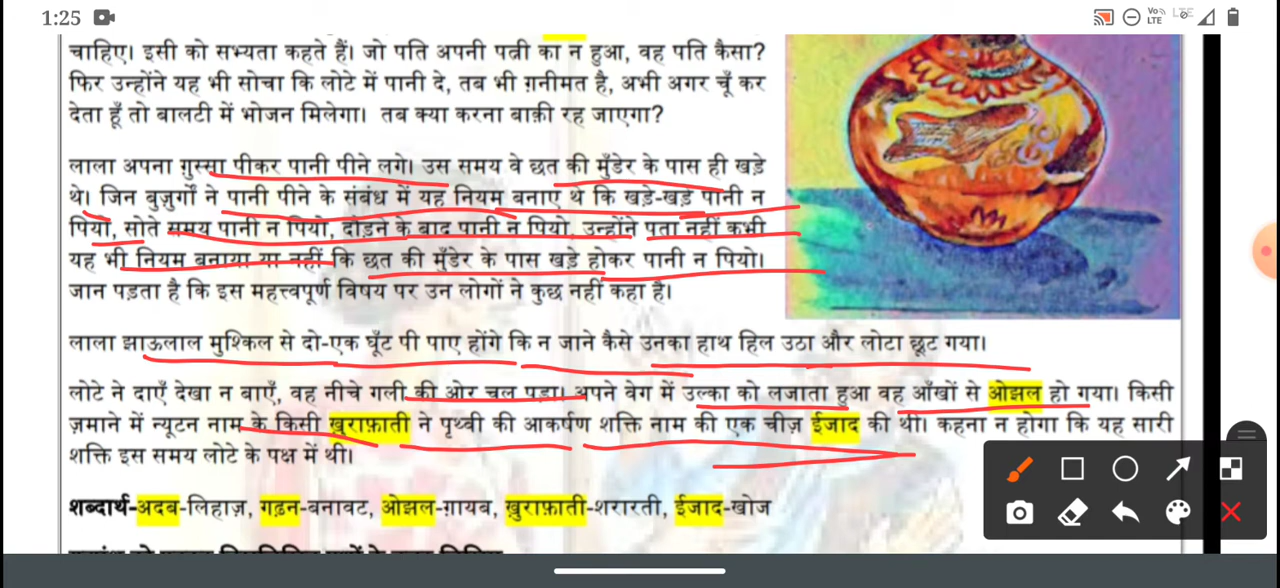 1:25
Vo LTE
LTE
चाहिए। इसी को सभ्यता कहते हैं। जो पति अपनी पत्नी का न हुआ, वह पति कैसा?
फिर उन्होंने यह भी सोचा कि लोटे में पानी दे, तब भी ग़नीमत है, अभी अगर चूँ कर
देता हूँ तो बालटी में भोजन मिलेगा। तब क्या करना बाक़ी रह जाएगा?
लाला अपना ग़ुस्सा पीकर पानी पीने लगे। उस समय वे छत की मुँडेर के पास ही खड़े
थे। जिन बुज़ुर्गों ने पानी पीने के संबंध में यह नियम बनाए थे कि खड़े-खड़े पानी न
पियो, सोते समय पानी न पियो, दौड़ने के बाद पानी न पियो, उन्होंने पता नहीं कभी
यह भी नियम बनाया या नहीं कि छत की मुँडेर के पास खड़े होकर पानी न पियो।
जान पड़ता है कि इस महत्त्वपूर्ण विषय पर उन लोगों ने कुछ नहीं कहा है।
लाला झाऊलाल मुश्किल से दो-एक घूँट पी पाए होंगे कि न जाने कैसे उनका हाथ हिल उठा और लोटा छूट गया।
लोटे ने दाएँ देखा न बाएँ, वह नीचे गली की ओर चल पड़ा। अपने वेग में उल्का को लजाता हुआ वह आँखों से ओझल हो गया। किसी
ज़माने में न्यूटन नाम के किसी ख़ुराफ़ाती ने पृथ्वी की आकर्षण शक्ति नाम की एक चीज़ ईजाद की थी। कहना न होगा कि यह सारी
शक्ति इस समय लोटे के पक्ष में थी।
शब्दार्थ-अदब-लिहाज़, गढ़न-बनावट, ओझल-ग़ायब, ख़ुराफ़ाती-शरारती, ईजाद-खोज